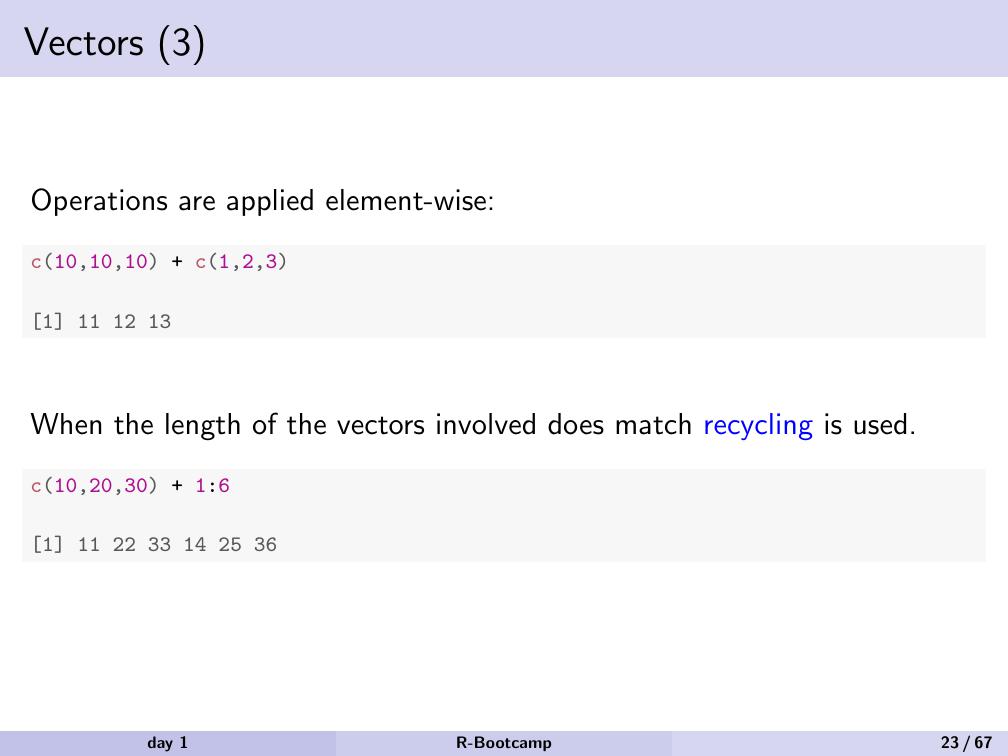 Vectors (3)
Operations are applied element-wise:
c(10,10,10) + c(1,2,3)
[1] 11 12 13
When the length of the vectors involved does match recycling is used.
c(10,20,30) + 1:6
[1] 11 22 33 14 25 36
day 1 R-Bootcamp 23 / 67